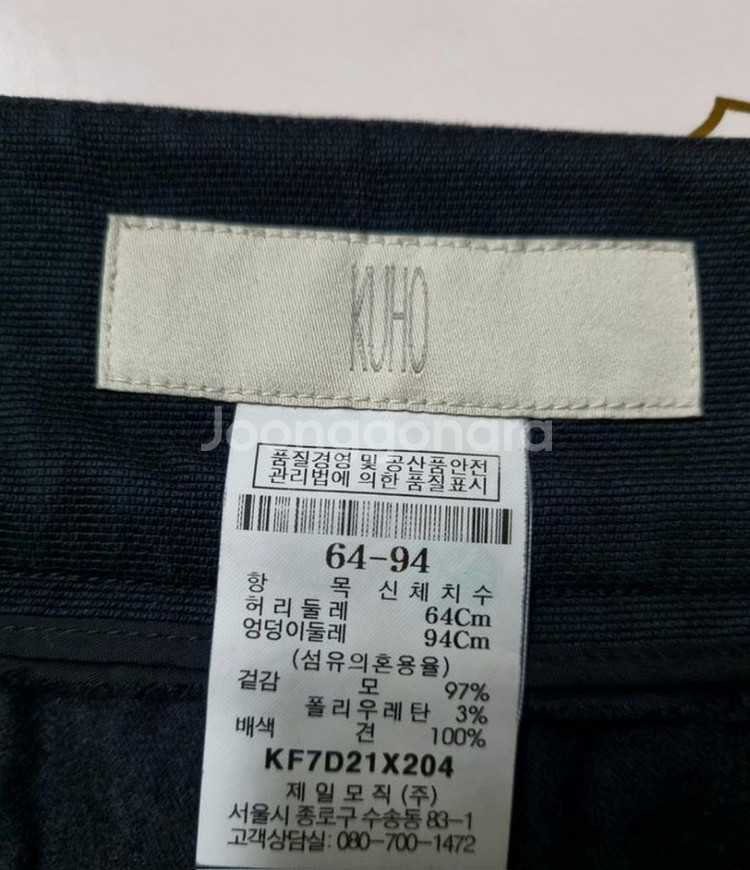 KUHO
Joonggonara
품질경영 및 공산품안전
관리법에 의한 품질표시
64-94
항 목 신체치수
허리둘레 64Cm
엉덩이둘레 94Cm
(섬유의혼용율)
겉감 모 97%
폴리우레탄 3%
배색 견 100%
KF7D21X204
제일모직(주)
서울시 종로구 수송동 83-1
고객상담실: 080-700-1472